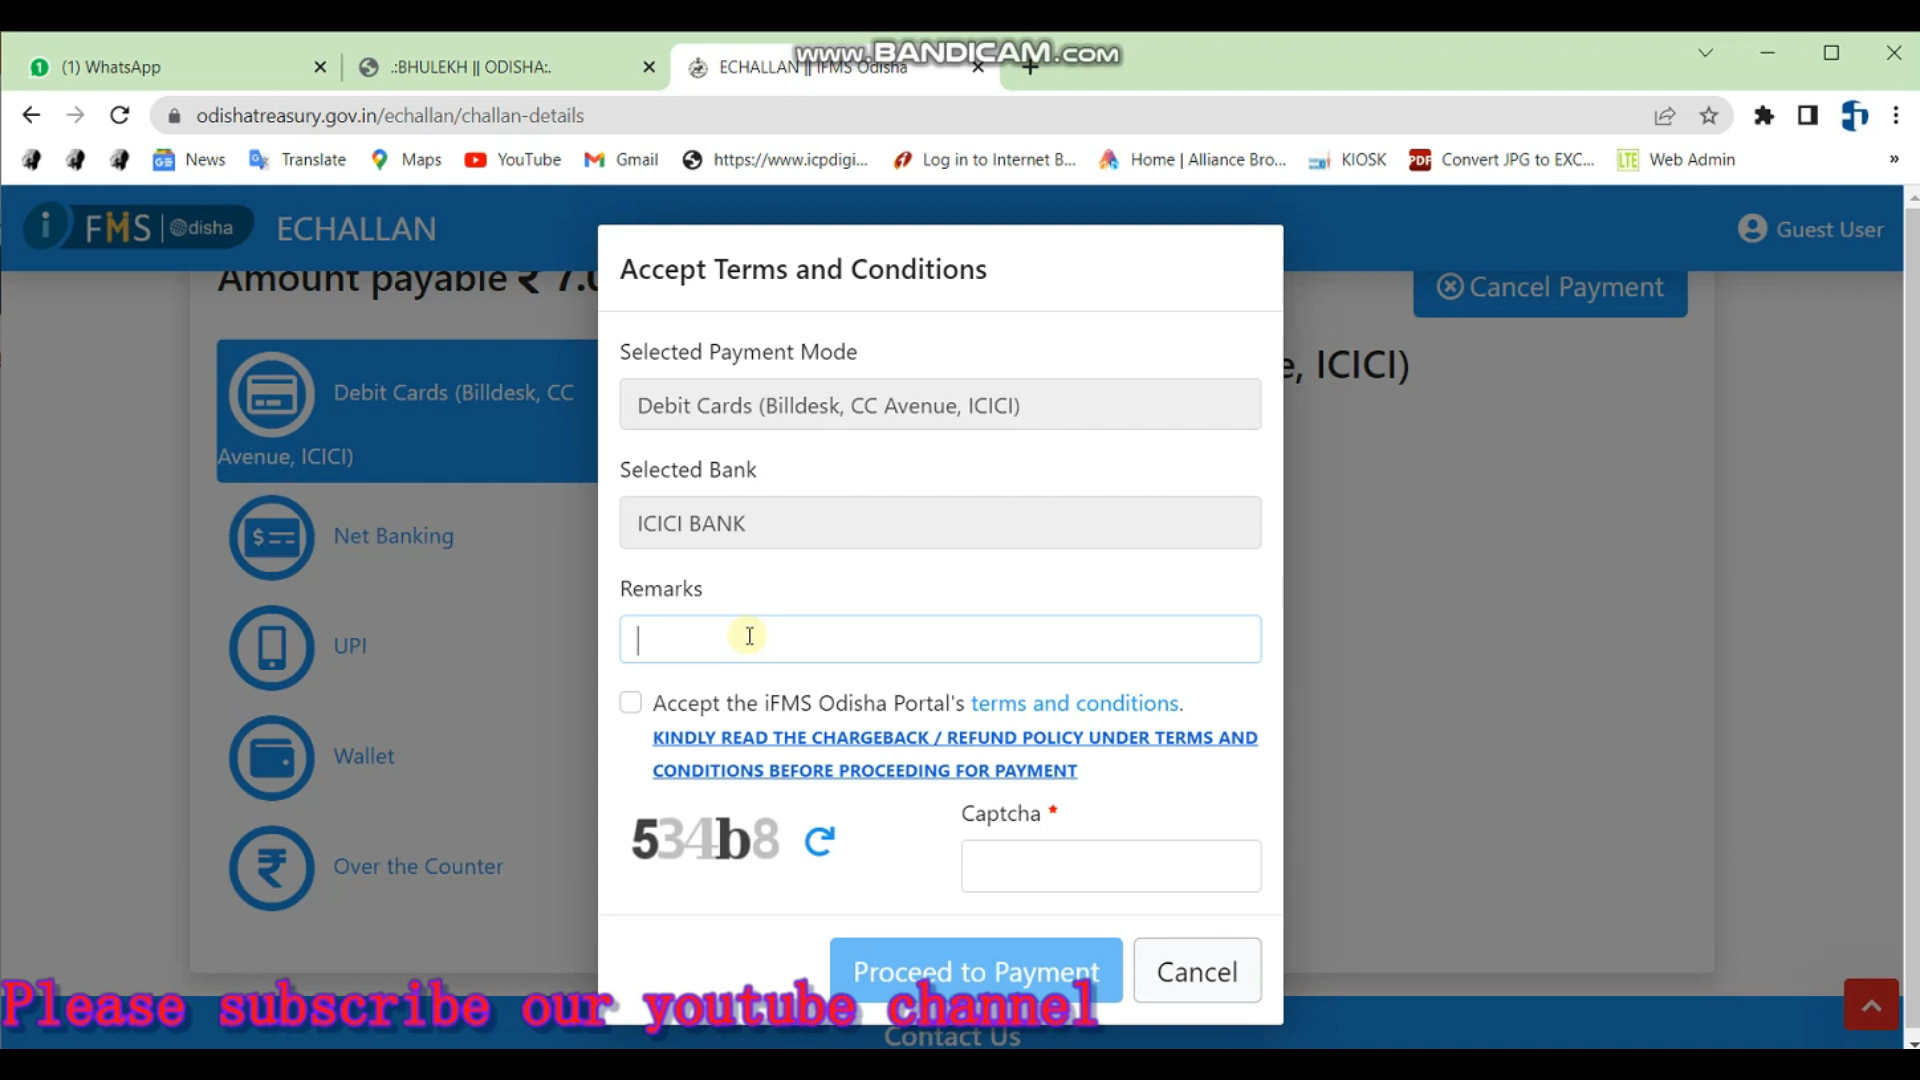 www.BANDICAM.com
(1) WhatsApp
.:BHULEKH || ODISHA:.
ECHALLAN || IFMS Odisha
odishatreasury.gov.in/echallan/challan-details
News
Translate
Maps
YouTube
Gmail
https://www.icpdigi...
Log in to Internet B...
Home | Alliance Bro...
KIOSK
PDF
Convert JPG to EXC...
LTE
Web Admin
»
i FMS | Odisha
ECHALLAN
Guest User
Amount payable ₹ 7.0
Cancel Payment
e, ICICI)
Debit Cards (Billdesk, CC
Avenue, ICICI)
Net Banking
UPI
Wallet
Over the Counter
Accept Terms and Conditions
Selected Payment Mode
Debit Cards (Billdesk, CC Avenue, ICICI)
Selected Bank
ICICI BANK
Remarks
Accept the iFMS Odisha Portal's terms and conditions.
KINDLY READ THE CHARGEBACK / REFUND POLICY UNDER TERMS AND
CONDITIONS BEFORE PROCEEDING FOR PAYMENT
534b8
Captcha *
Proceed to Payment
Cancel
Please subscribe our youtube channel
Contact Us